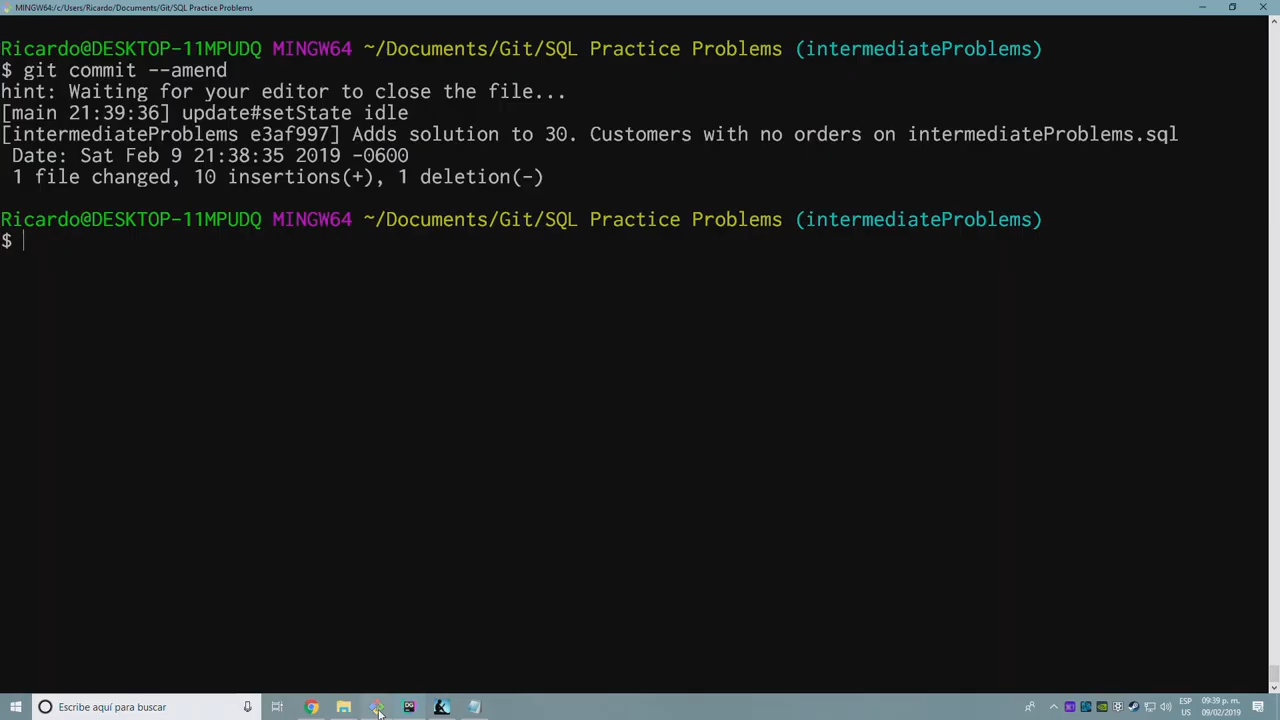 MINGW64:/c/Users/Ricardo/Documents/Git/SQL Practice Problems
Ricardo@DESKTOP-11MPUDQ MINGW64 ~/Documents/Git/SQL Practice Problems (intermediateProblems)
$ git commit --amend
hint: Waiting for your editor to close the file...
[main 21:39:36] update#setState idle
[intermediateProblems e3af997] Adds solution to 30. Customers with no orders on intermediateProblems.sql
 Date: Sat Feb 9 21:38:35 2019 -0600
 1 file changed, 10 insertions(+), 1 deletion(-)
Ricardo@DESKTOP-11MPUDQ MINGW64 ~/Documents/Git/SQL Practice Problems (intermediateProblems)
$
Escribe aquí para buscar
ESP
US
09:39 p. m.
09/02/2019